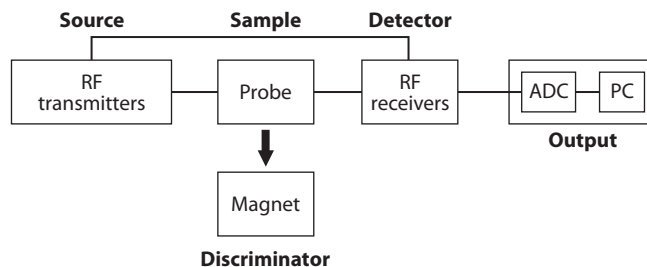 Source
Sample
Detector
RF
transmitters
Probe
RF
receivers
ADC
PC
Output
Magnet
Discriminator